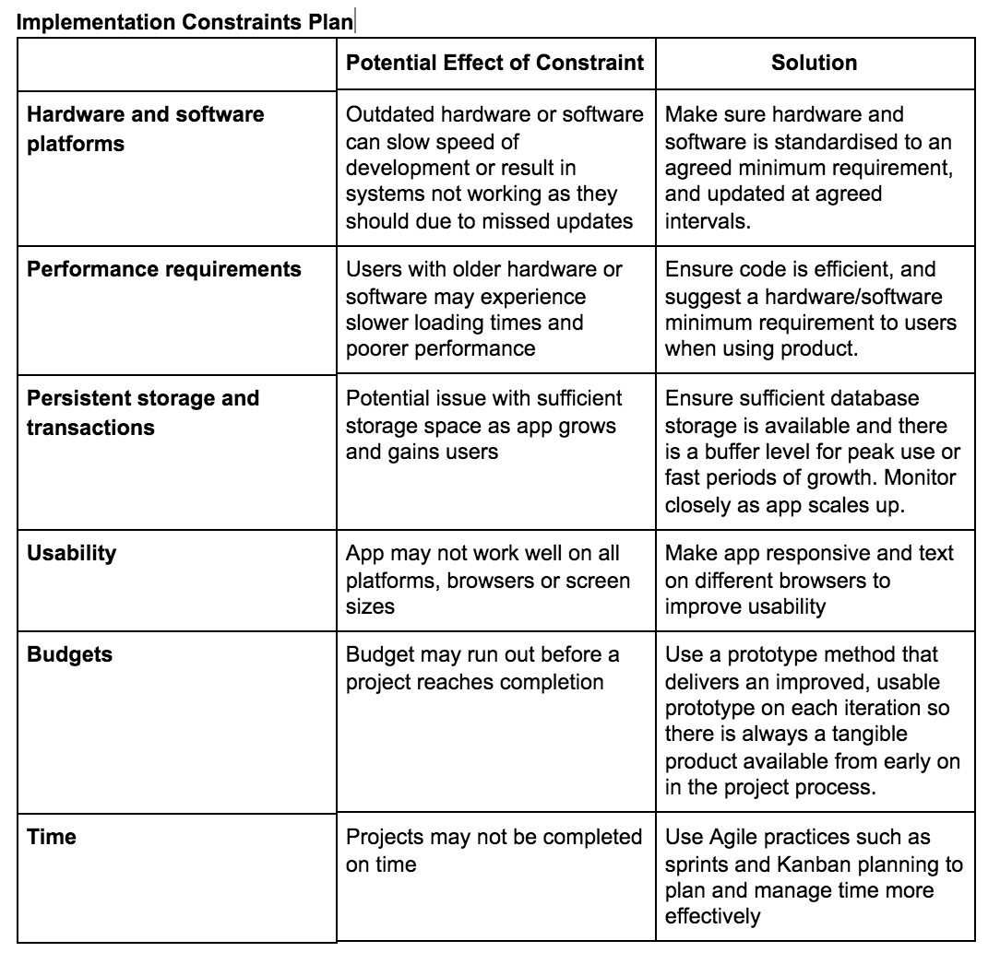 Implementation Constraints Plan
Potential Effect of Constraint
Solution
Hardware and software
platforms
Outdated hardware or software
can slow speed of
development or result in
systems not working as they
should due to missed updates
Make sure hardware and
software is standardised to an
agreed minimum requirement,
and updated at agreed
intervals.
Performance requirements
Users with older hardware or
software may experience
slower loading times and
poorer performance
Ensure code is efficient, and
suggest a hardware/software
minimum requirement to users
when using product.
Persistent storage and
transactions
Potential issue with sufficient
storage space as app grows
and gains users
Ensure sufficient database
storage is available and there
is a buffer level for peak use or
fast periods of growth. Monitor
closely as app scales up.
Usability
App may not work well on all
platforms, browsers or screen
sizes
Make app responsive and text
on different browsers to
improve usability
Budgets
Budget may run out before a
project reaches completion
Use a prototype method that
delivers an improved, usable
prototype on each iteration so
there is always a tangible
product available from early on
in the project process.
Time
Projects may not be completed
on time
Use Agile practices such as
sprints and Kanban planning to
plan and manage time more
effectively